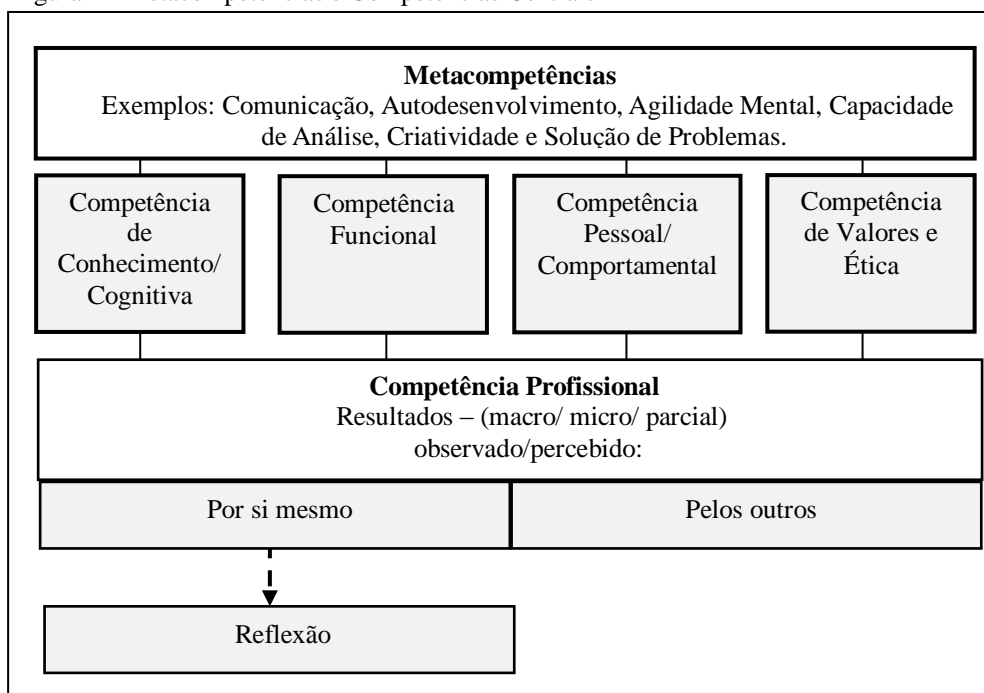 Metacompetências
Exemplos: Comunicação, Autodesenvolvimento, Agilidade Mental, Capacidade
de Análise, Criatividade e Solução de Problemas.
Competência
de
Conhecimento/
Cognitiva
Competência
Funcional
Competência
Pessoal/
Comportamental
Competência
de Valores e
Ética
Competência Profissional
Resultados – (macro/ micro/ parcial)
observado/percebido:
Por si mesmo
Pelos outros
Reflexão